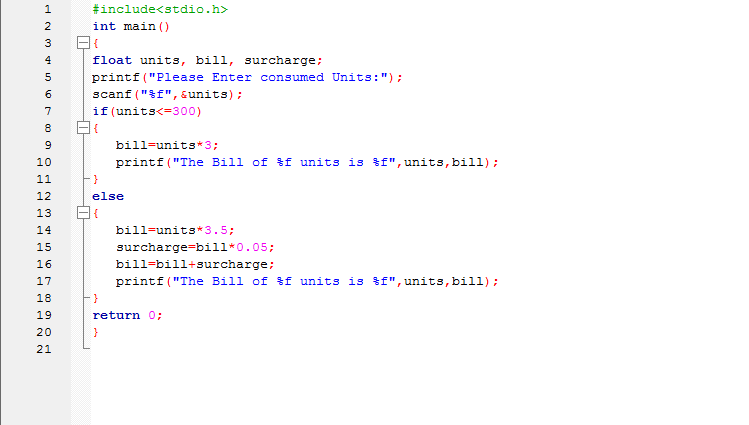 1 #include<stdio.h>
2 int main()
3 {
4 float units, bill, surcharge;
5 printf("Please Enter consumed Units:");
6 scanf("%f",&units);
7 if(units<=300)
8 {
9 bill=units*3;
10 printf("The Bill of %f units is %f",units,bill);
11 }
12 else
13 {
14 bill=units*3.5;
15 surcharge=bill*0.05;
16 bill=bill+surcharge;
17 printf("The Bill of %f units is %f",units,bill);
18 }
19 return 0;
20 }
21